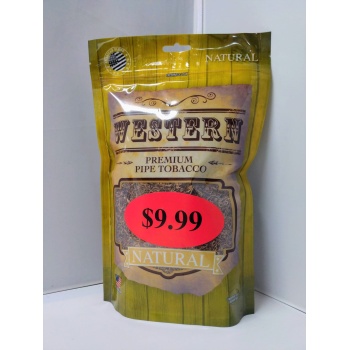 NATURAL
WESTERN
PREMIUM
PIPE TOBACCO
$9.99
NATURAL